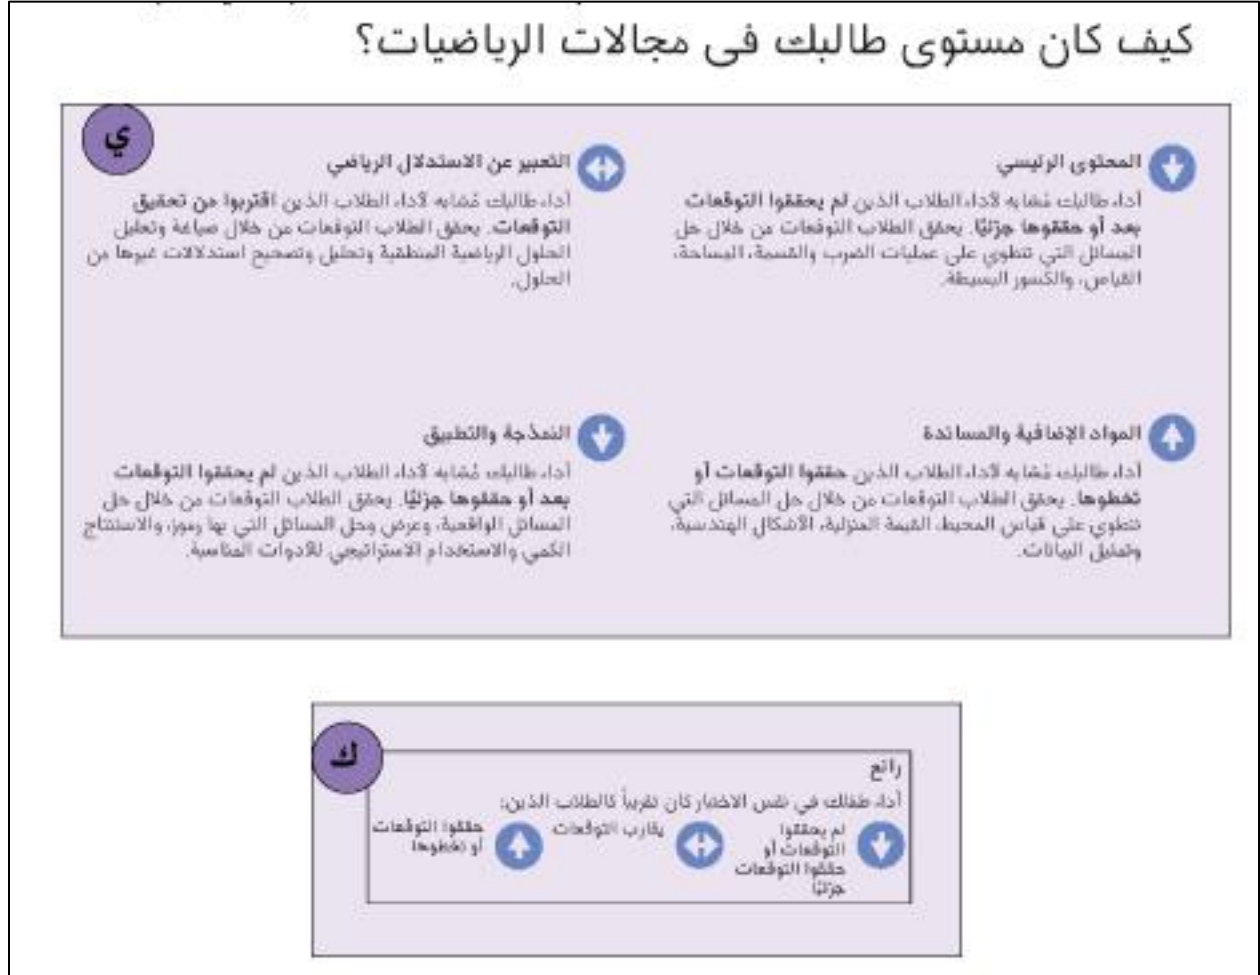 كيف كان مستوى طالبك في مجالات الرياضيات؟
ي
المحتوى الرئيسي
أداء طالبك مُشابه لأداء الطلاب الذين لم يحققوا التوقعات
بعد أو حققوها جزئيًا. يحقق الطلاب التوقعات من خلال حل
المسائل التي تنطوي على عمليات الضرب والقسمة، المساحة،
القياس، والكسور البسيطة.
التعبير عن الاستدلال الرياضي
أداء طالبك مُشابه لأداء الطلاب الذين اقتربوا من تحقيق
التوقعات. يحقق الطلاب التوقعات من خلال صياغة وتعليل
الحلول الرياضية المنطقية وتحليل وتصحيح استدلالات غيرها من
الحلول.
المواد الإضافية والمساندة
أداء طالبك مُشابه لأداء الطلاب الذين حققوا التوقعات أو
تخطوها. يحقق الطلاب التوقعات من خلال حل المسائل التي
تنطوي على قياس المحيط، القيمة المنزلية، الأشكال الهندسية،
وتمثيل البيانات.
النمذجة والتطبيق
أداء طالبك مُشابه لأداء الطلاب الذين لم يحققوا التوقعات
بعد أو حققوها جزئيًا. يحقق الطلاب التوقعات من خلال حل
المسائل الواقعية، وعرض وحل المسائل التي بها رموز، والاستنتاج
الكمي والاستخدام الاستراتيجي للأدوات المناسبة.
ك
رائع
أداء طفلك في نفس الاختبار كان تقريباً كالطلاب الذين:
لم يحققوا
التوقعات أو
حققوا التوقعات
جزئيًا
يقارب التوقعات
حققوا التوقعات
أو تخطوها